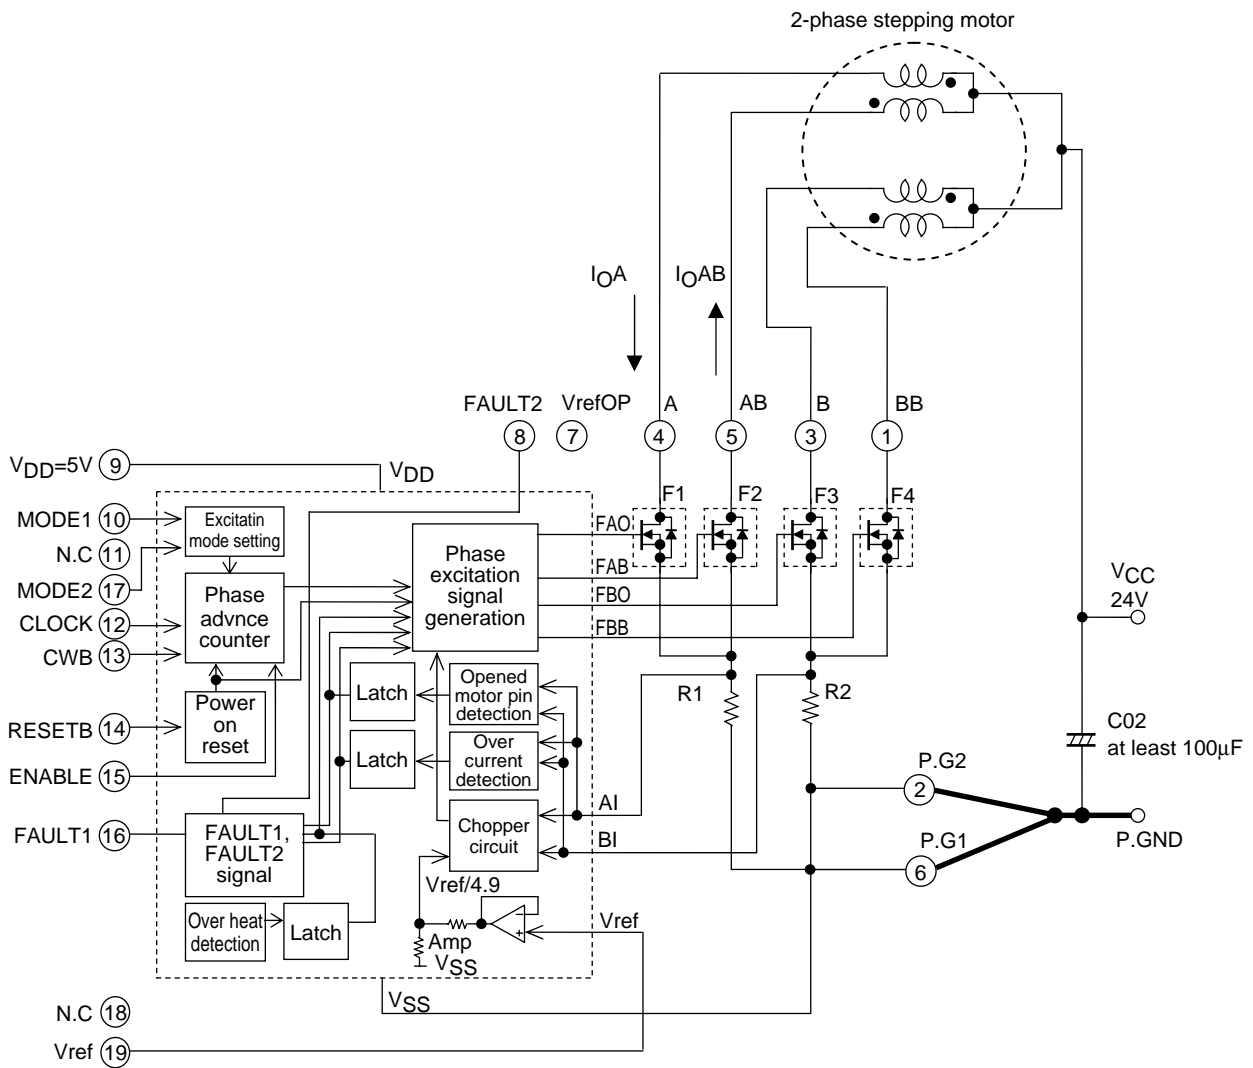 2-phase stepping motor
IOA
IOAB
FAULT2
VrefOP
A
AB
B
BB
8
7
4
5
3
1
VDD=5V
9
VDD
F1
F2
F3
F4
MODE1
10
Excitatin
mode setting
FAO
N.C
11
Phase
excitation
signal
generation
FAB
MODE2
17
Phase
advnce
counter
FBO
VCC
24V
CLOCK
12
FBB
CWB
13
Latch
Opened
motor pin
detection
R1
R2
RESETB
14
Power
on
reset
C02
at least 100µF
ENABLE
15
Latch
Over
current
detection
P.G2
2
AI
FAULT1
16
FAULT1,
FAULT2
signal
Chopper
circuit
BI
P.G1
P.GND
6
Vref/4.9
Over heat
detection
Latch
−
+
Vref
Amp
VSS
VSS
N.C
18
Vref
19